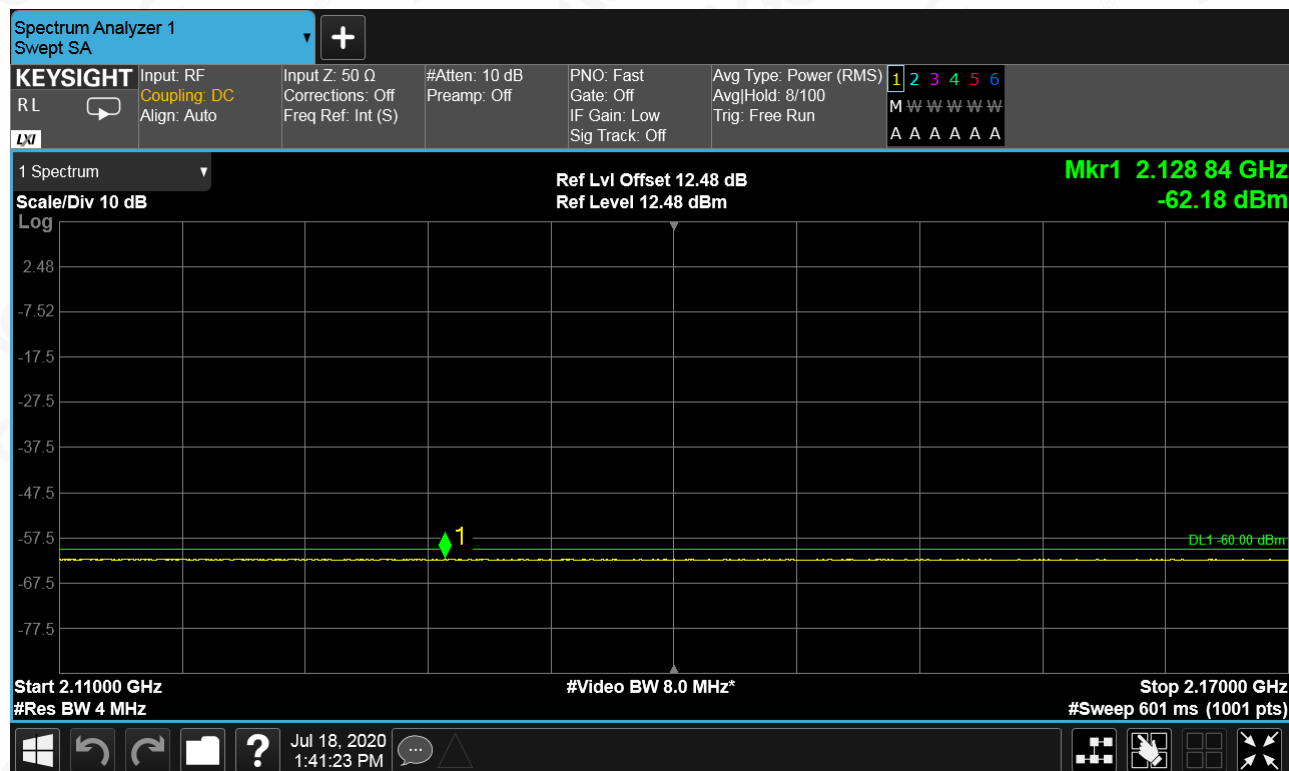 Spectrum Analyzer 1
Swept SA
+
KEYSIGHT
RL
LXI
Input: RF
Coupling: DC
Align: Auto
Input Z: 50 Ω
Corrections: Off
Freq Ref: Int (S)
#Atten: 10 dB
Preamp: Off
PNO: Fast
Gate: Off
IF Gain: Low
Sig Track: Off
Avg Type: Power (RMS)
Avg|Hold: 8/100
Trig: Free Run
1 2 3 4 5 6
M W W W W W
A A A A A A
1 Spectrum
Scale/Div 10 dB
Log
Ref Lvl Offset 12.48 dB
Ref Level 12.48 dBm
Mkr1 2.128 84 GHz
-62.18 dBm
2.48
-7.52
-17.5
-27.5
-37.5
-47.5
-57.5
1
DL1 -60.00 dBm
-67.5
-77.5
Start 2.11000 GHz
#Res BW 4 MHz
#Video BW 8.0 MHz*
Stop 2.17000 GHz
#Sweep 601 ms (1001 pts)
?
Jul 18, 2020
1:41:23 PM